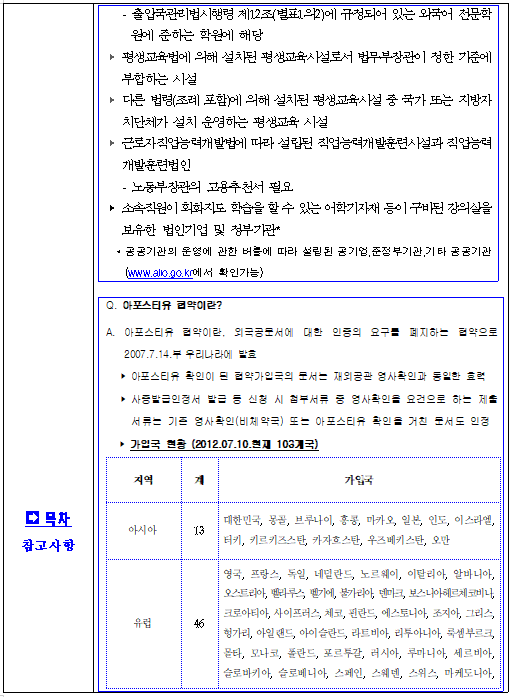 - 출입국관리법시행령 제12조(별표1의2)에 규정되어 있는 외국어 전문학
원에 준하는 학원에 해당
▸ 평생교육법에 의해 설치된 평생교육시설로서 법무부장관이 정한 기준에
부합하는 시설
▸ 다른 법령(조례 포함)에 의해 설치된 평생교육시설 중 국가 또는 지방자
치단체가 설치 운영하는 평생교육 시설
▸ 근로자직업능력개발법에 따라 설립된 직업능력개발훈련시설과 직업능력
개발훈련법인
- 노동부장관의 고용추천서 필요
▸ 소속직원이 회화지도 학습을 할 수 있는 어학기자재 등이 구비된 강의실을
보유한 법인기업 및 정부기관*
* 공공기관의 운영에 관한 법률에 따라 설립된 공기업,준정부기관,기타 공공기관
(www.alio.go.kr에서 확인가능)
Q. 아포스티유 협약이란?
A. 아포스티유 협약이란, 외국공문서에 대한 인증의 요구를 폐지하는 협약으로
2007.7.14.부 우리나라에 발효
▸ 아포스티유 확인이 된 협약가입국의 문서는 재외공관 영사확인과 동일한 효력
▸ 사증발급인정서 발급 등 신청 시 첨부서류 중 영사확인을 요건으로 하는 제출
서류는 기존 영사확인(비체약국) 또는 아포스티유 확인을 거친 문서도 인정
▸ 가입국 현황 (2012.07.10.현재 103개국)
지역 계 가입국
아시아 13 대한민국, 몽골, 브루나이, 홍콩, 마카오, 일본, 인도, 이스라엘,
터키, 키르키즈스탄, 카자흐스탄, 우즈베키스탄, 오만
유럽 46 영국, 프랑스, 독일, 네덜란드, 노르웨이, 이탈리아, 알바니아,
오스트리아, 벨라루스, 벨기에, 불가리아, 덴마크, 보스니아헤르체코비나,
크로아티아, 사이프러스, 체코, 핀란드, 에스토니아, 조지아, 그리스,
헝가리, 아일랜드, 아이슬란드, 라트비아, 리투아니아, 룩셈부르크,
몰타, 모나코, 폴란드, 포르투갈, 러시아, 루마니아, 세르비아,
슬로바키아, 슬로베니아, 스페인, 스웨덴, 스위스, 마케도니아,
➡ 목차
참고사항